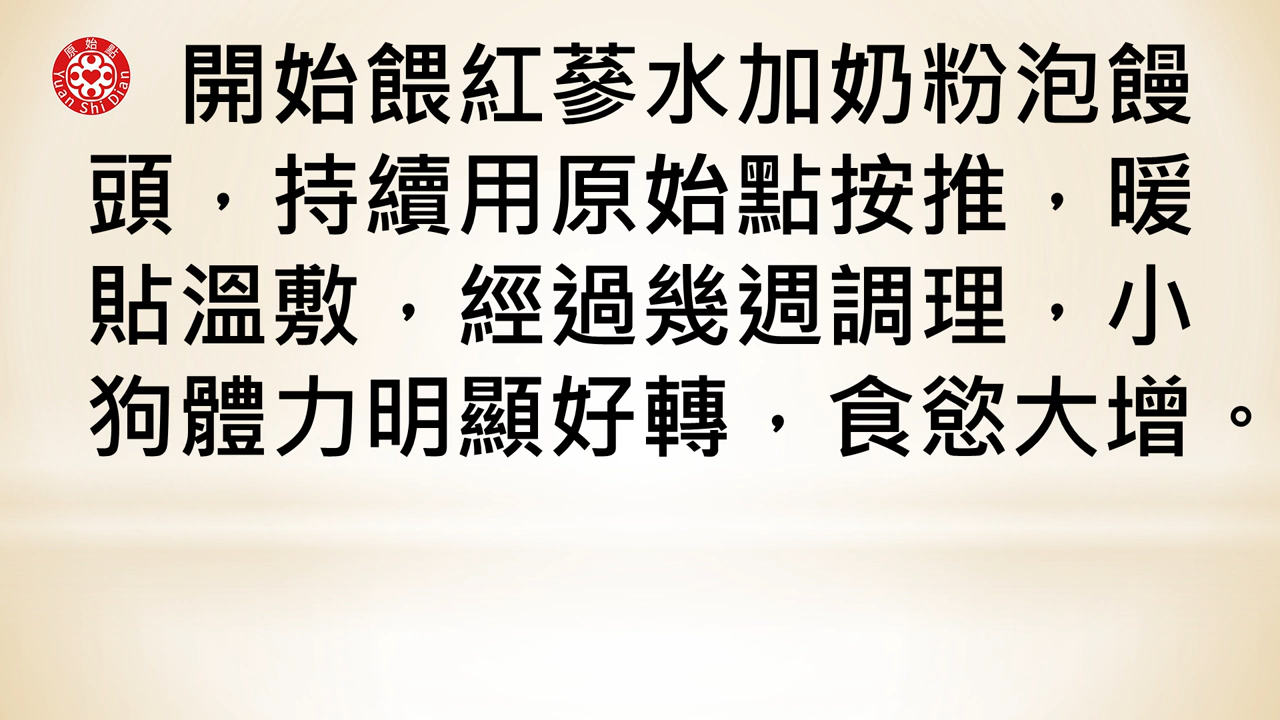 原始點
Yuan Shi Dian
開始餵紅蔘水加奶粉泡饅
頭，持續用原始點按推，暖
貼溫敷，經過幾週調理，小
狗體力明顯好轉，食慾大增。